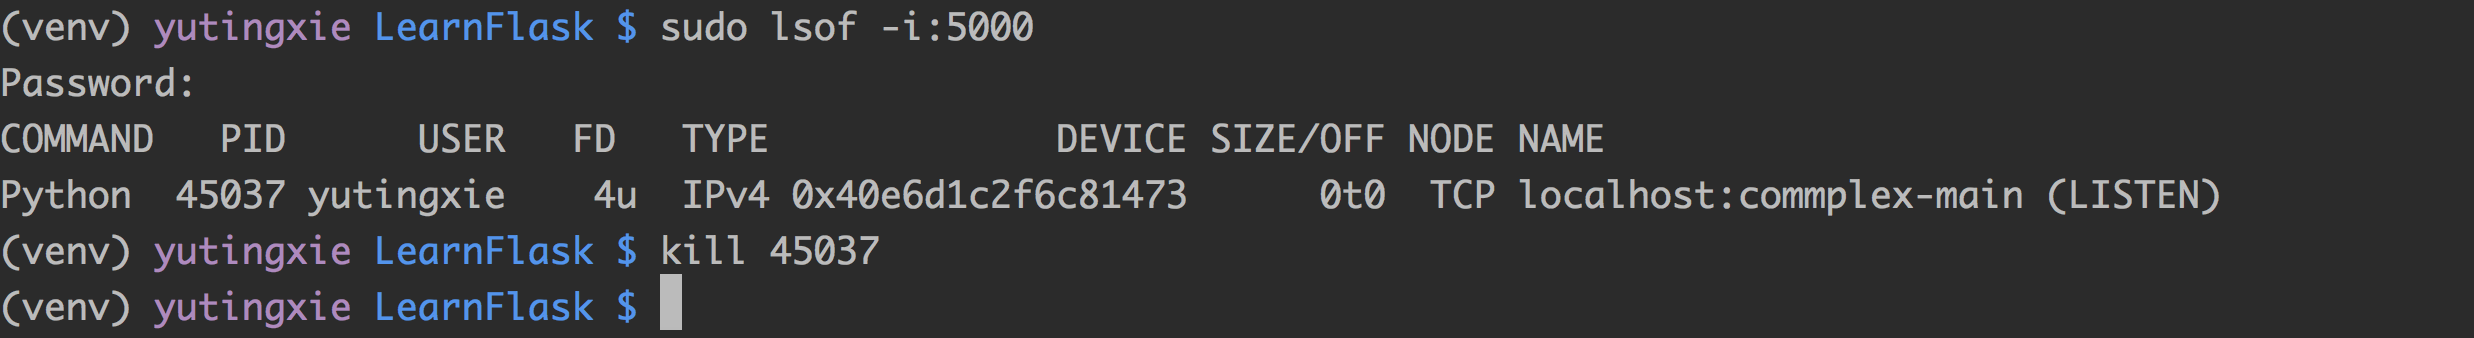 (venv) yutingxie LearnFlask $ sudo lsof -i:5000
Password:
COMMAND   PID      USER   FD   TYPE             DEVICE SIZE/OFF NODE NAME
Python  45037 yutingxie    4u  IPv4 0x40e6d1c2f6c81473      0t0  TCP localhost:commplex-main (LISTEN)
(venv) yutingxie LearnFlask $ kill 45037
(venv) yutingxie LearnFlask $